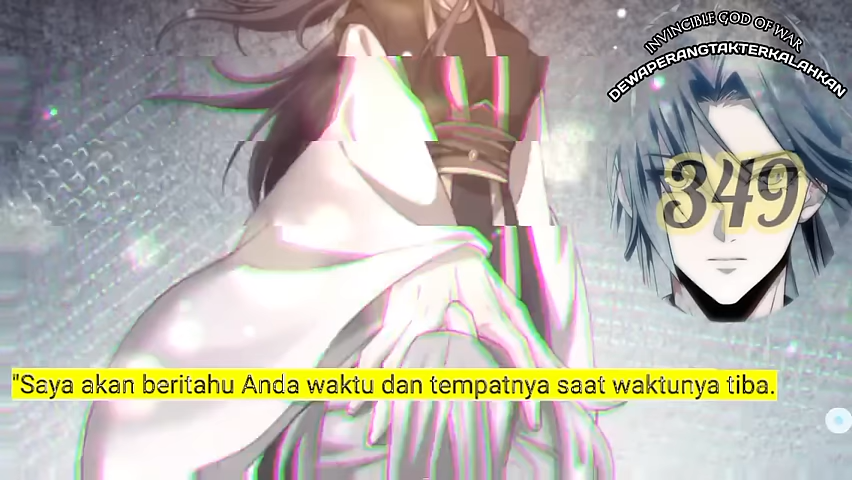 INVINCIBLE GOD OF WAR
DEWAPERANGTAKTERKALAHKAN
349
"Saya akan beritahu Anda waktu dan tempatnya saat waktunya tiba.